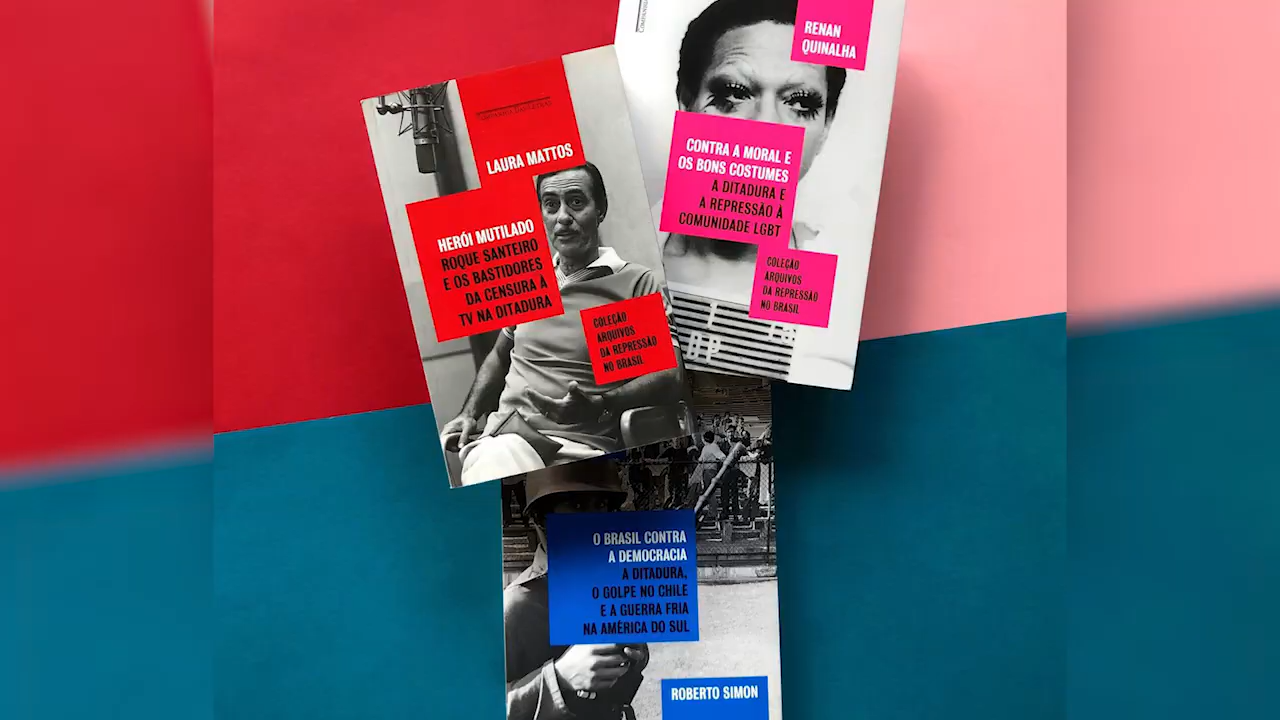 LAURA MATTOS
HERÓI MUTILADO
ROQUE SANTEIRO
E OS BASTIDORES
DA CENSURA À
TV NA DITADURA
COLEÇÃO
ARQUIVOS
DA REPRESSÃO
NO BRASIL
RENAN
QUINALHA
CONTRA A MORAL E
OS BONS COSTUMES
A DITADURA E
A REPRESSÃO À
COMUNIDADE LGBT
COLEÇÃO
ARQUIVOS
DA REPRESSÃO
NO BRASIL
O BRASIL CONTRA
A DEMOCRACIA
A DITADURA,
O GOLPE NO CHILE
E A GUERRA FRIA
NA AMÉRICA DO SUL
ROBERTO SIMON